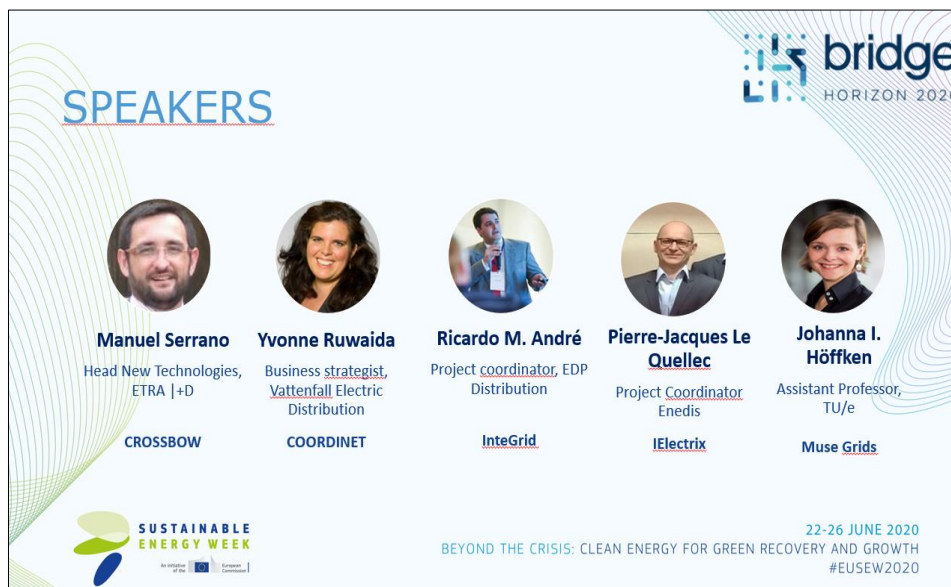 bridge
HORIZON 2020
SPEAKERS
Manuel Serrano
Head New Technologies,
ETRA |+D
CROSSBOW
Yvonne Ruwaida
Business strategist,
Vattenfall Electric
Distribution
COORDINET
Ricardo M. André
Project coordinator, EDP
Distribution
InteGrid
Pierre-Jacques Le
Quellec
Project Coordinator
Enedis
IElectrix
Johanna I.
Höffken
Assistant Professor,
TU/e
Muse Grids
SUSTAINABLE
ENERGY WEEK
An initiative
of the
European
Commission
22-26 JUNE 2020
BEYOND THE CRISIS: CLEAN ENERGY FOR GREEN RECOVERY AND GROWTH
#EUSEW2020